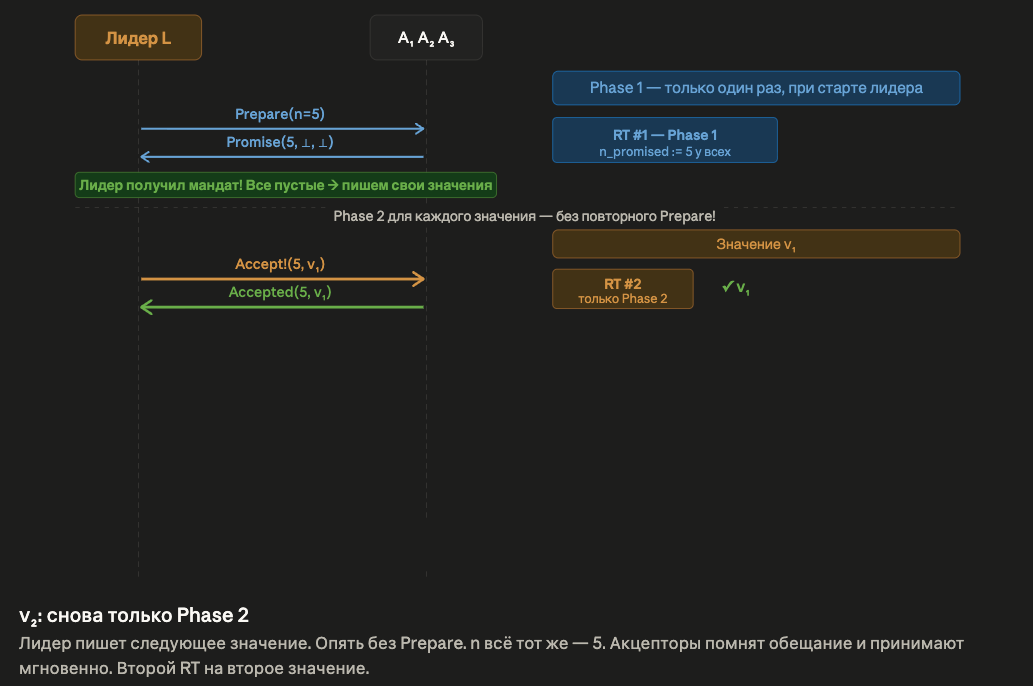 Лидер L
A₁ A₂ A₃
Phase 1 — только один раз, при старте лидера
Prepare(n=5)
Promise(5, ⊥, ⊥)
RT #1 — Phase 1
n_promised := 5 у всех
Лидер получил мандат! Все пустые → пишем свои значения
Phase 2 для каждого значения — без повторного Prepare!
Значение v₁
Accept!(5, v₁)
Accepted(5, v₁)
RT #2
только Phase 2
✓ v₁
v₂: снова только Phase 2
Лидер пишет следующее значение. Опять без Prepare. n всё тот же — 5. Акцепторы помнят обещание и принимают
мгновенно. Второй RT на второе значение.